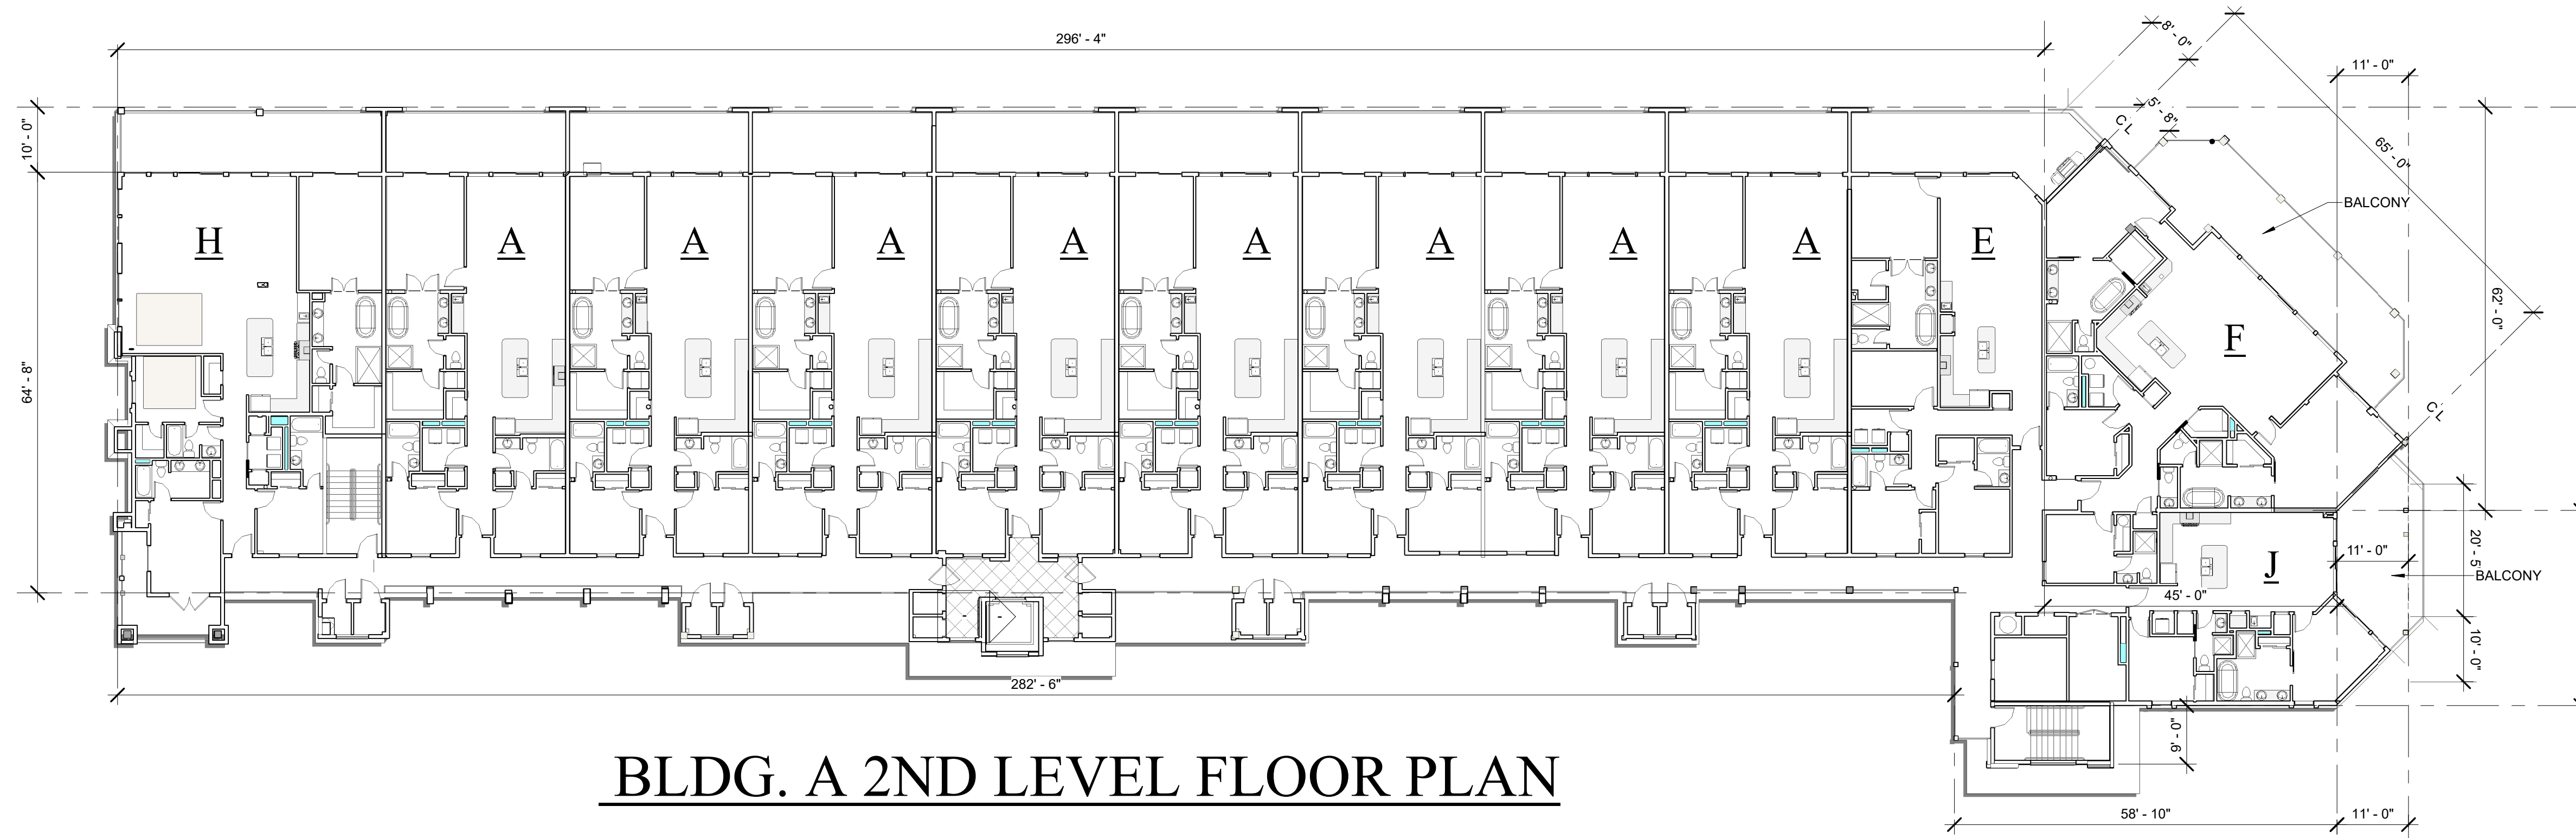 296' - 4"
8' - 0"
11' - 0"
5' - 8"
C L
10' - 0"
65' - 0"
BALCONY
H
A
A
A
A
A
A
A
A
E
62' - 0"
F
64' - 8"
C L
11' - 0"
20' - 5"
J
BALCONY
45' - 0"
10' - 0"
282' - 6"
9' - 0"
BLDG. A 2ND LEVEL FLOOR PLAN
58' - 10"
11' - 0"